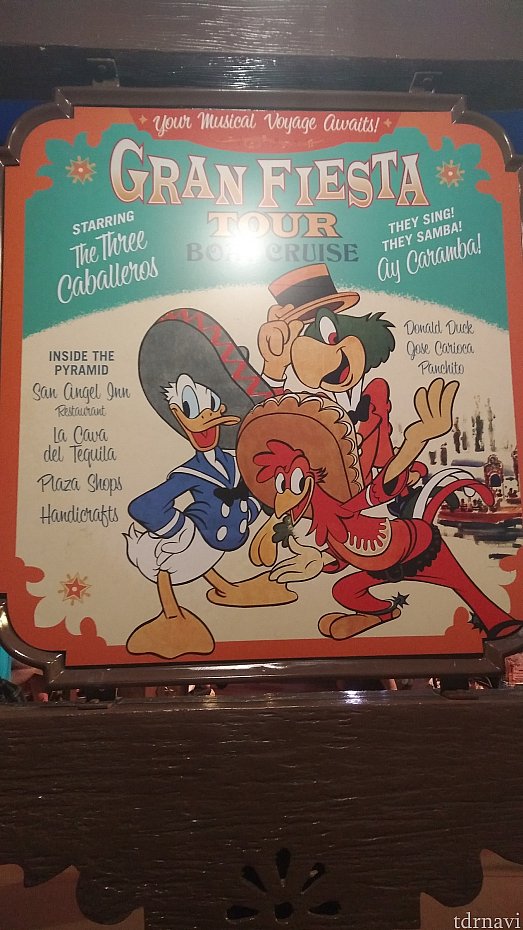 Your Musical Voyage Awaits!
GRAN FIESTA
TOUR
BOAT CRUISE
STARRING
The Three
Caballeros
THEY SING!
THEY SAMBA!
Ay Caramba!
Donald Duck
Jose Carioca
Panchito
INSIDE THE
PYRAMID
San Angel Inn
Restaurant
La Cava
del Tequila
Plaza Shops
Handicrafts
tdrnavi